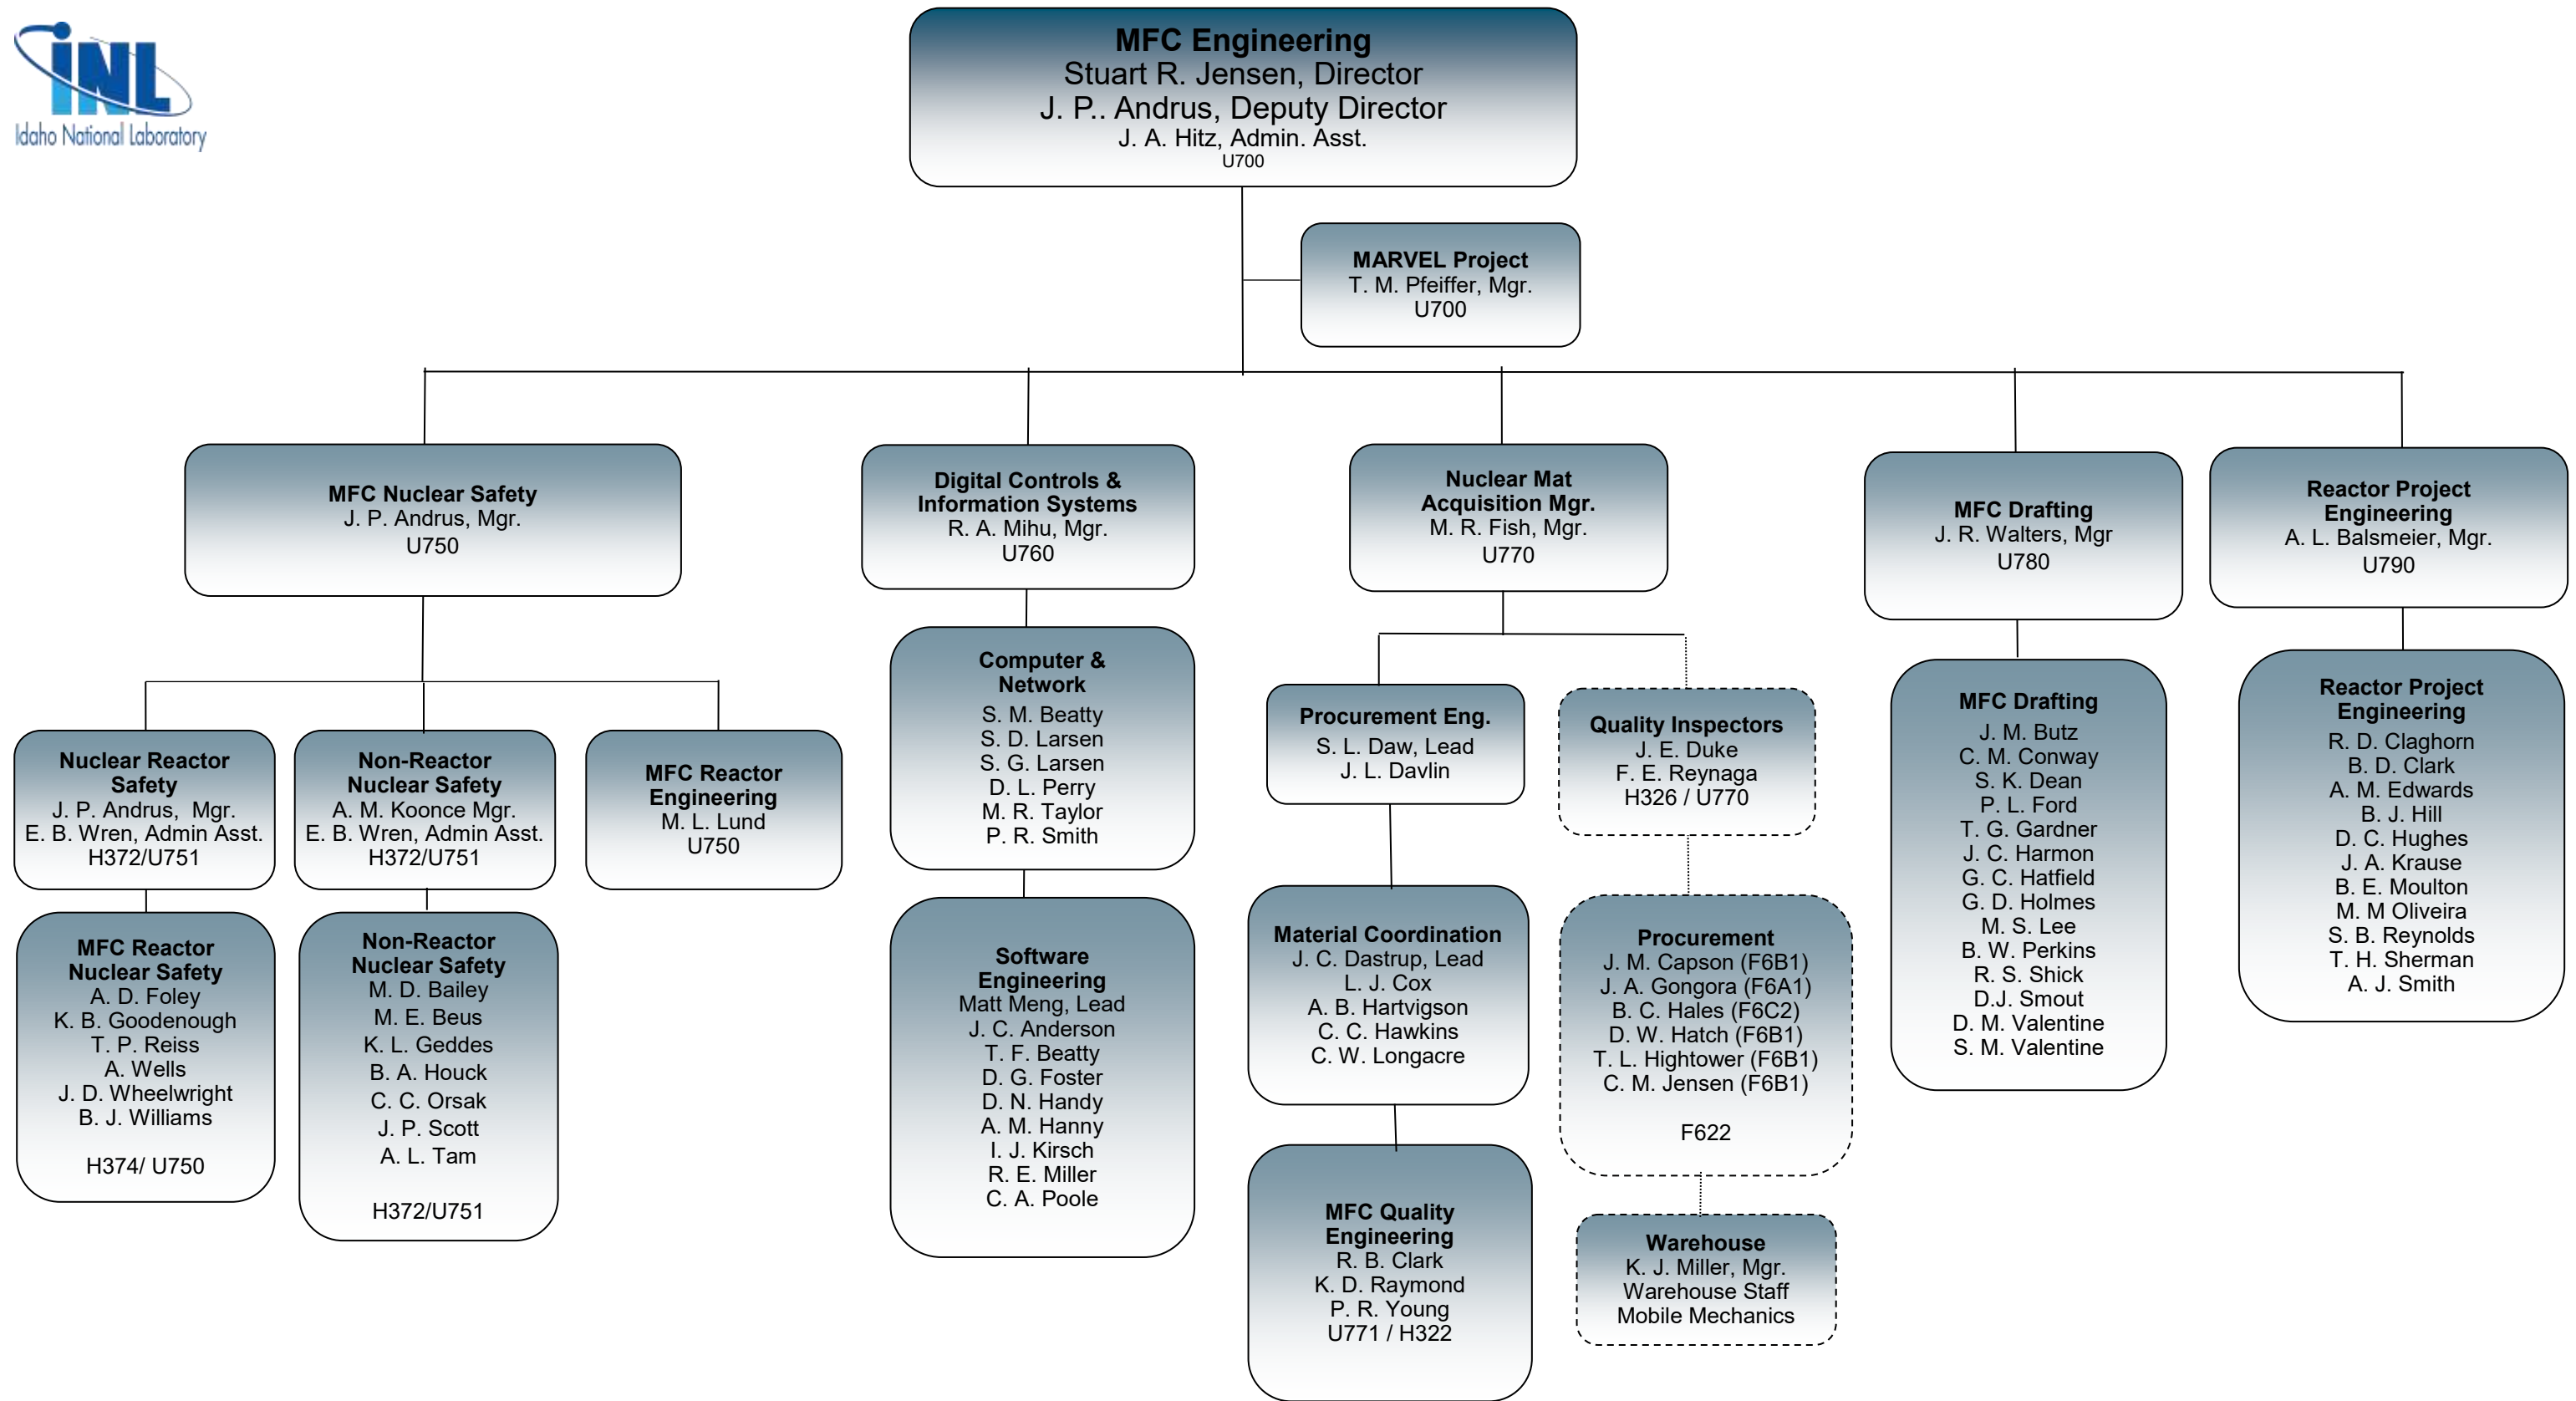 INL
Idaho National Laboratory
MFC Engineering
Stuart R. Jensen, Director
J. P.. Andrus, Deputy Director
J. A. Hitz, Admin. Asst.
U700
MARVEL Project
T. M. Pfeiffer, Mgr.
U700
MFC Nuclear Safety
J. P. Andrus, Mgr.
U750
Digital Controls &
Information Systems
R. A. Mihu, Mgr.
U760
Nuclear Mat
Acquisition Mgr.
M. R. Fish, Mgr.
U770
MFC Drafting
J. R. Walters, Mgr
U780
Reactor Project
Engineering
A. L. Balsmeier, Mgr.
U790
Nuclear Reactor
Safety
J. P. Andrus, Mgr.
E. B. Wren, Admin Asst.
H372/U751
Non-Reactor
Nuclear Safety
A. M. Koonce Mgr.
E. B. Wren, Admin Asst.
H372/U751
MFC Reactor
Engineering
M. L. Lund
U750
MFC Reactor
Nuclear Safety
A. D. Foley
K. B. Goodenough
T. P. Reiss
A. Wells
J. D. Wheelwright
B. J. Williams
H374/ U750
Non-Reactor
Nuclear Safety
M. D. Bailey
M. E. Beus
K. L. Geddes
B. A. Houck
C. C. Orsak
J. P. Scott
A. L. Tam
H372/U751
Computer &
Network
S. M. Beatty
S. D. Larsen
S. G. Larsen
D. L. Perry
M. R. Taylor
P. R. Smith
Software
Engineering
Matt Meng, Lead
J. C. Anderson
T. F. Beatty
D. G. Foster
D. N. Handy
A. M. Hanny
I. J. Kirsch
R. E. Miller
C. A. Poole
Procurement Eng.
S. L. Daw, Lead
J. L. Davlin
Material Coordination
J. C. Dastrup, Lead
L. J. Cox
A. B. Hartvigson
C. C. Hawkins
C. W. Longacre
MFC Quality
Engineering
R. B. Clark
K. D. Raymond
P. R. Young
U771 / H322
Quality Inspectors
J. E. Duke
F. E. Reynaga
H326 / U770
Procurement
J. M. Capson (F6B1)
J. A. Gongora (F6A1)
B. C. Hales (F6C2)
D. W. Hatch (F6B1)
T. L. Hightower (F6B1)
C. M. Jensen (F6B1)
F622
Warehouse
K. J. Miller, Mgr.
Warehouse Staff
Mobile Mechanics
MFC Drafting
J. M. Butz
C. M. Conway
S. K. Dean
P. L. Ford
T. G. Gardner
J. C. Harmon
G. C. Hatfield
G. D. Holmes
M. S. Lee
B. W. Perkins
R. S. Shick
D.J. Smout
D. M. Valentine
S. M. Valentine
Reactor Project
Engineering
R. D. Claghorn
B. D. Clark
A. M. Edwards
B. J. Hill
D. C. Hughes
J. A. Krause
B. E. Moulton
M. M Oliveira
S. B. Reynolds
T. H. Sherman
A. J. Smith